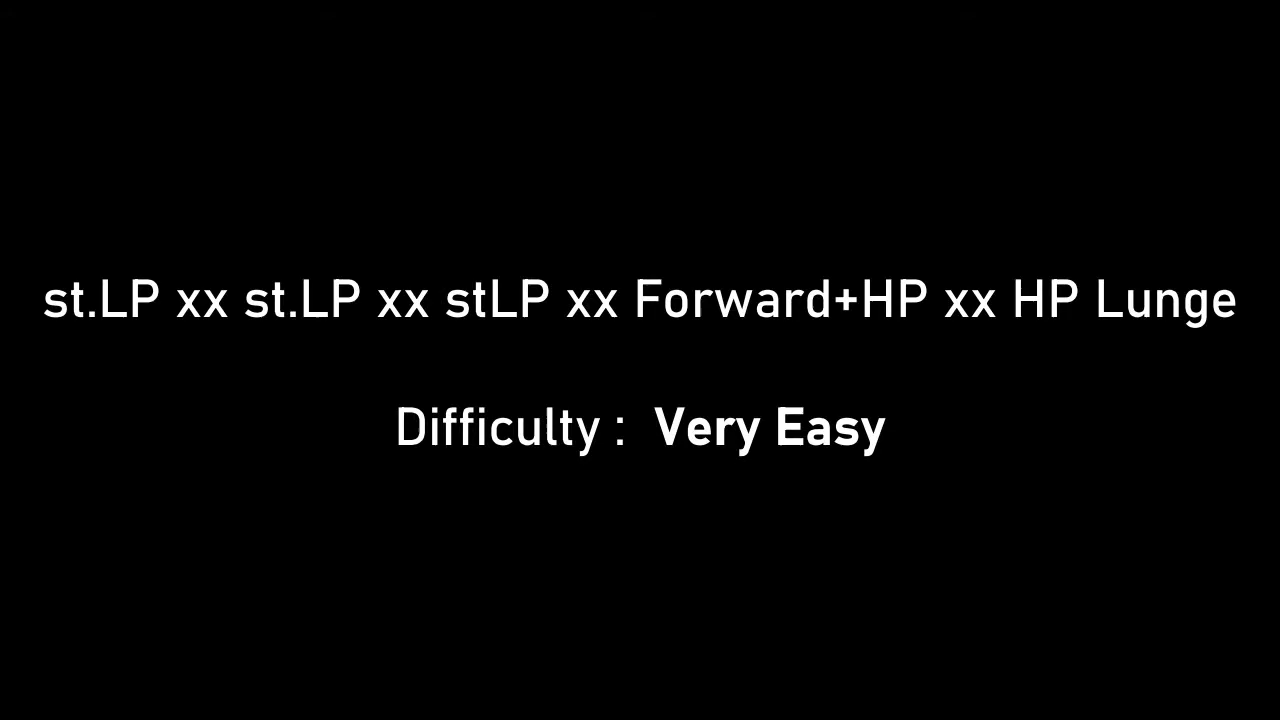 st.LP xx st.LP xx stLP xx Forward+HP xx HP Lunge
Difficulty : Very Easy